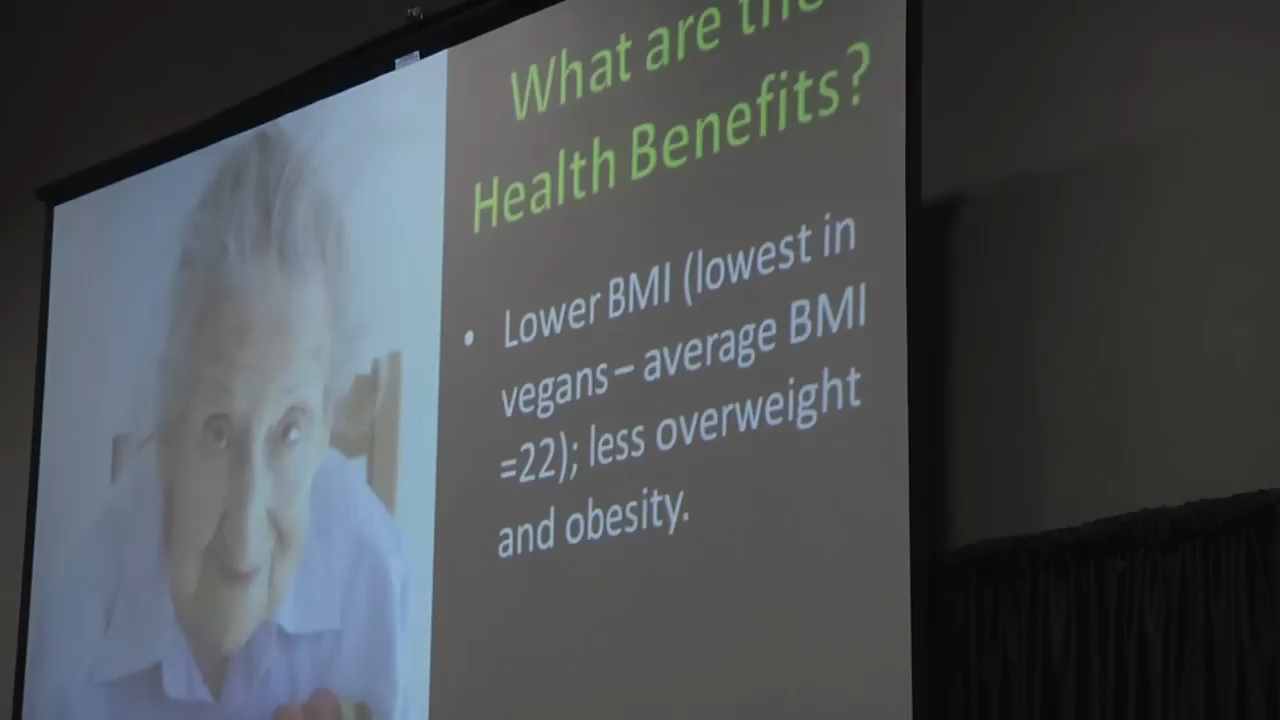 What are the
Health Benefits?
• Lower BMI (lowest in
vegans – average BMI
=22); less overweight
and obesity.